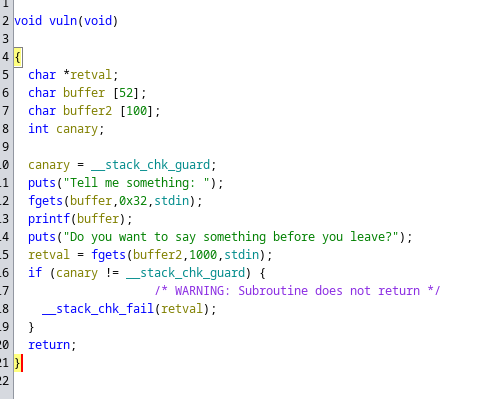 1
2 void vuln(void)
3
4 {
5 char *retval;
6 char buffer [52];
7 char buffer2 [100];
8 int canary;
9
10 canary = __stack_chk_guard;
11 puts("Tell me something: ");
12 fgets(buffer,0x32,stdin);
13 printf(buffer);
14 puts("Do you want to say something before you leave?");
15 retval = fgets(buffer2,1000,stdin);
16 if (canary != __stack_chk_guard) {
17 /* WARNING: Subroutine does not return */
18 __stack_chk_fail(retval);
19 }
20 return;
21 }
22